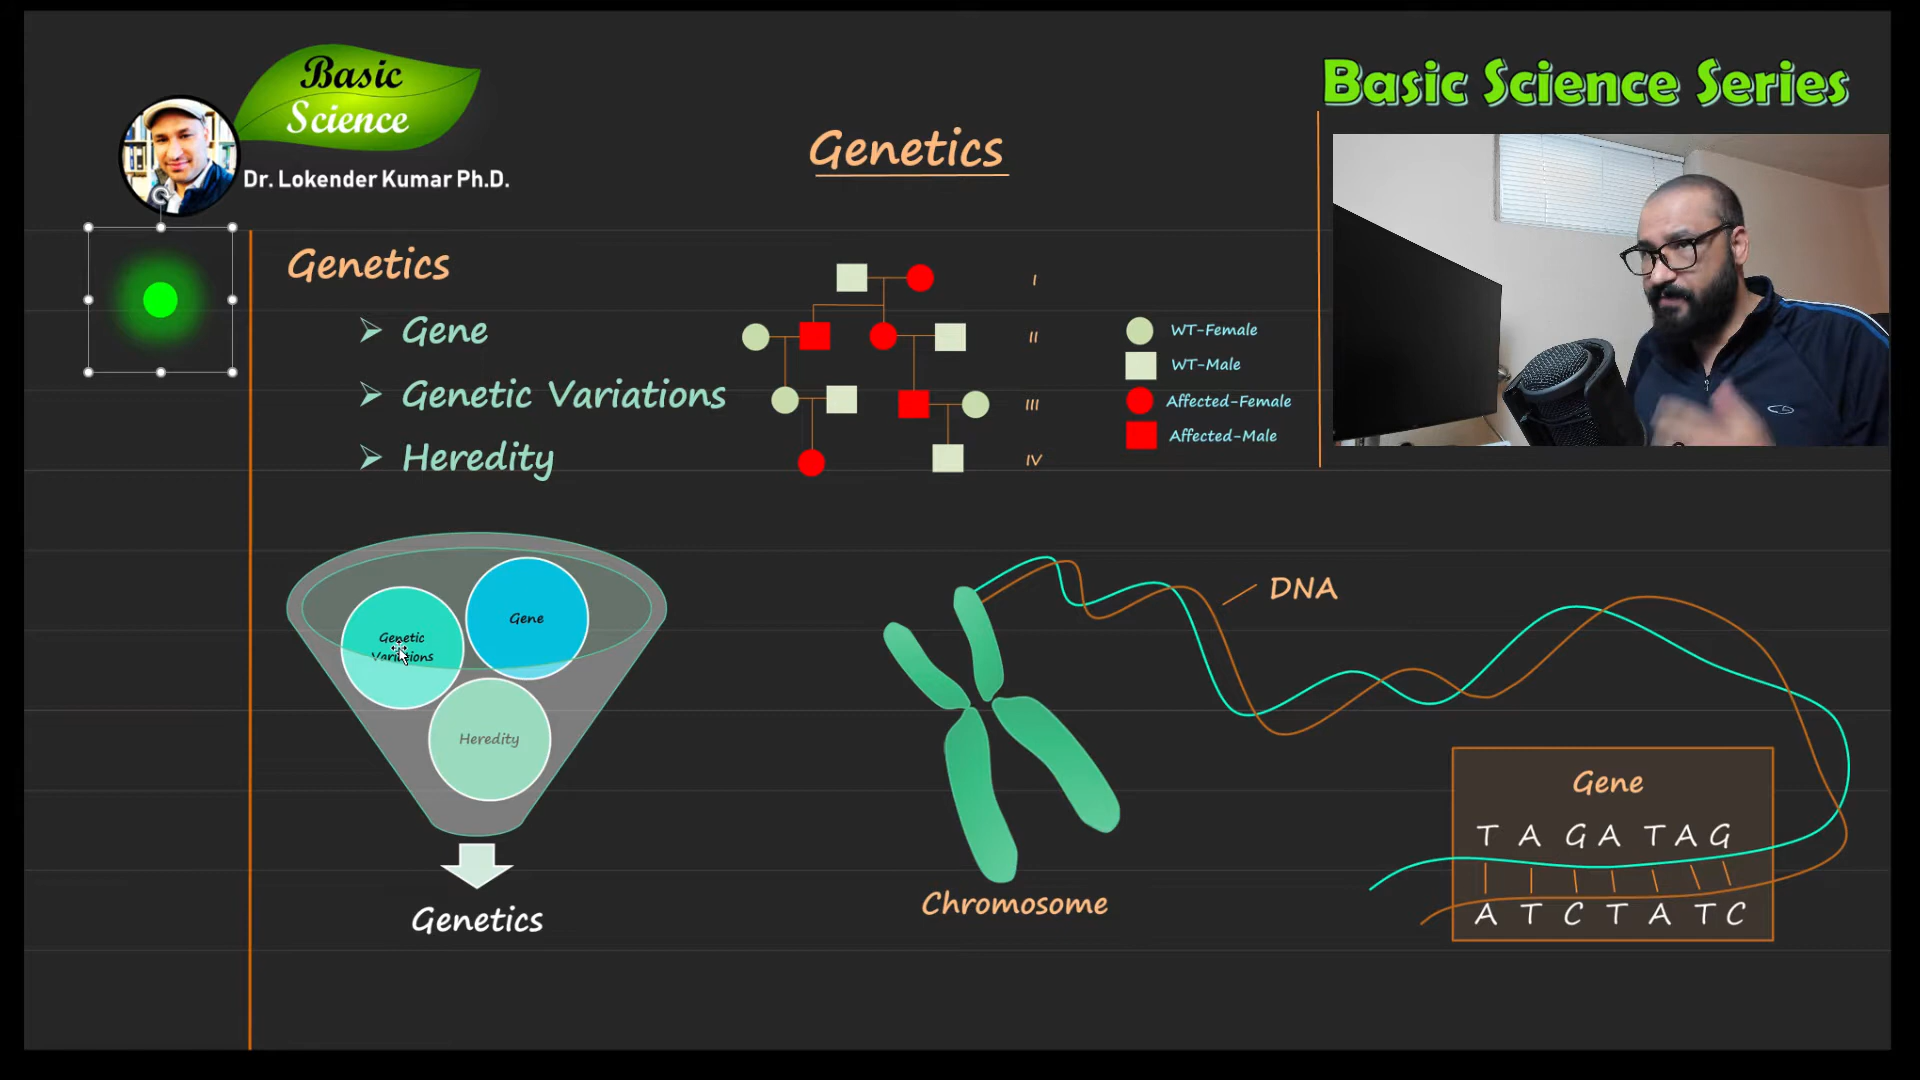 Basic
Science
Dr. Lokender Kumar Ph.D.
Genetics
Basic Science Series
Genetics
Gene
Genetic Variations
Heredity
I
II
III
IV
WT-Female
WT-Male
Affected-Female
Affected-Male
Genetic
Variations
Gene
Heredity
Genetics
DNA
Chromosome
Gene
T A G A T A G
A T C T A T C